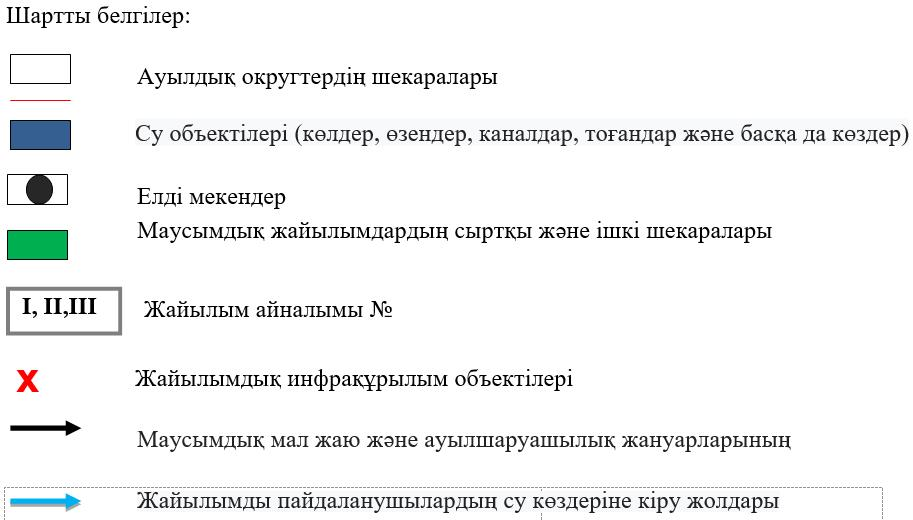 Шартты белгілер:
Ауылдық округтердің шекаралары
Су объектілері (көлдер, өзендер, каналдар, тоғандар және басқа да көздер)
Елді мекендер
Маусымдық жайылымдардың сыртқы және ішкі шекаралары
I, II,III Жайылым айналымы №
X Жайылымдық инфрақұрылым объектілері
Маусымдық мал жаю және ауылшаруашылық жануарларының
Жайылымды пайдаланушылардың су көздеріне кіру жолдары